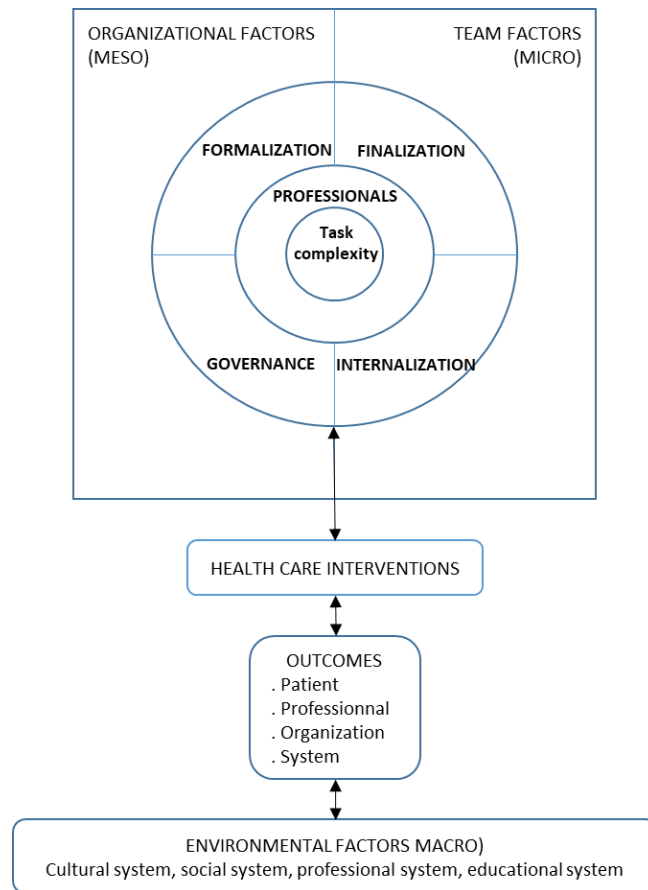 ORGANIZATIONAL FACTORS
(MESO)
TEAM FACTORS
(MICRO)
FORMALIZATION
FINALIZATION
PROFESSIONALS
Task
complexity
GOVERNANCE
INTERNALIZATION
HEALTH CARE INTERVENTIONS
OUTCOMES
. Patient
. Professionnal
. Organization
. System
ENVIRONMENTAL FACTORS MACRO)
Cultural system, social system, professional system, educational system